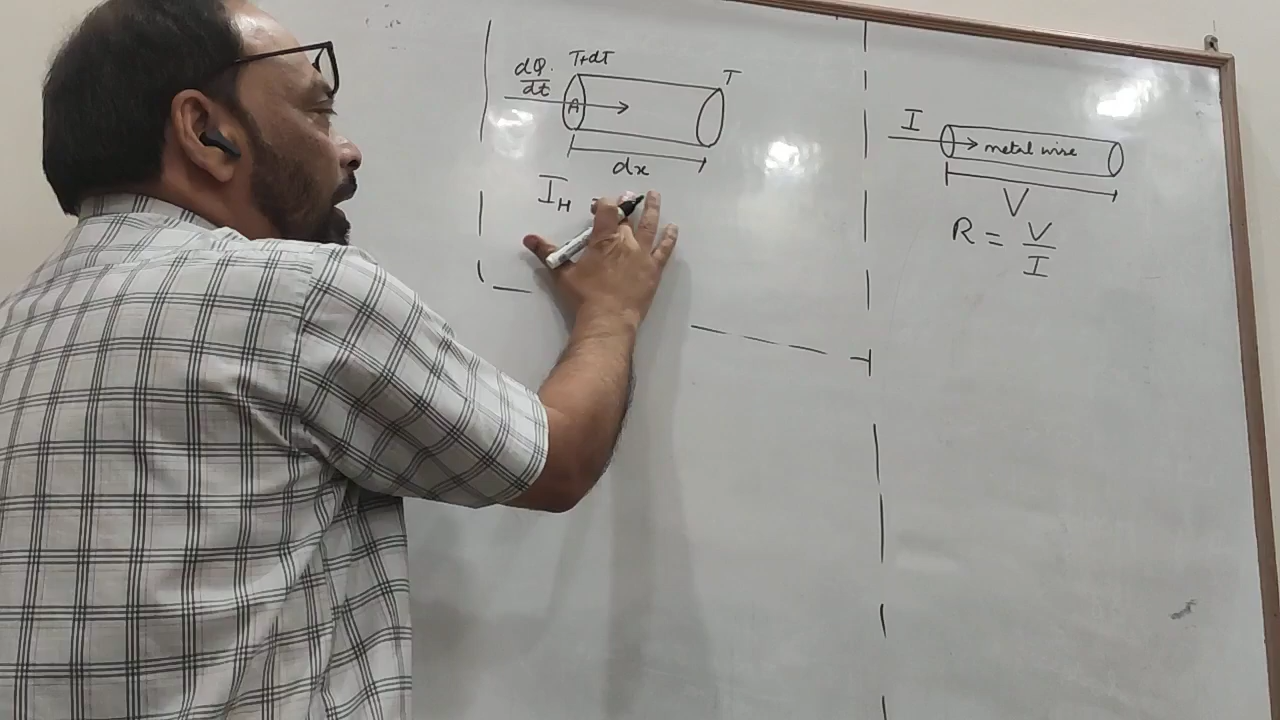 dQ/dt
T+dT
T
A
dx
I_H
I
metal wire
V
R = V/I